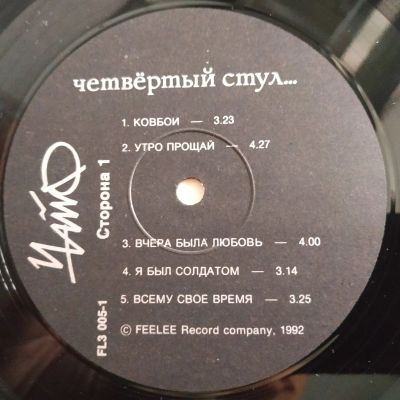 четвёртый стул...
1. КОВБОИ — 3.23
2. УТРО ПРОЩАЙ — 4.27
3. ВЧЕРА БЫЛА ЛЮБОВЬ — 4.00
4. Я БЫЛ СОЛДАТОМ — 3.14
5. ВСЕМУ СВОЕ ВРЕМЯ — 3.25
© FEELEE Record company, 1992
Чайф
Сторона 1
FL3 005-1